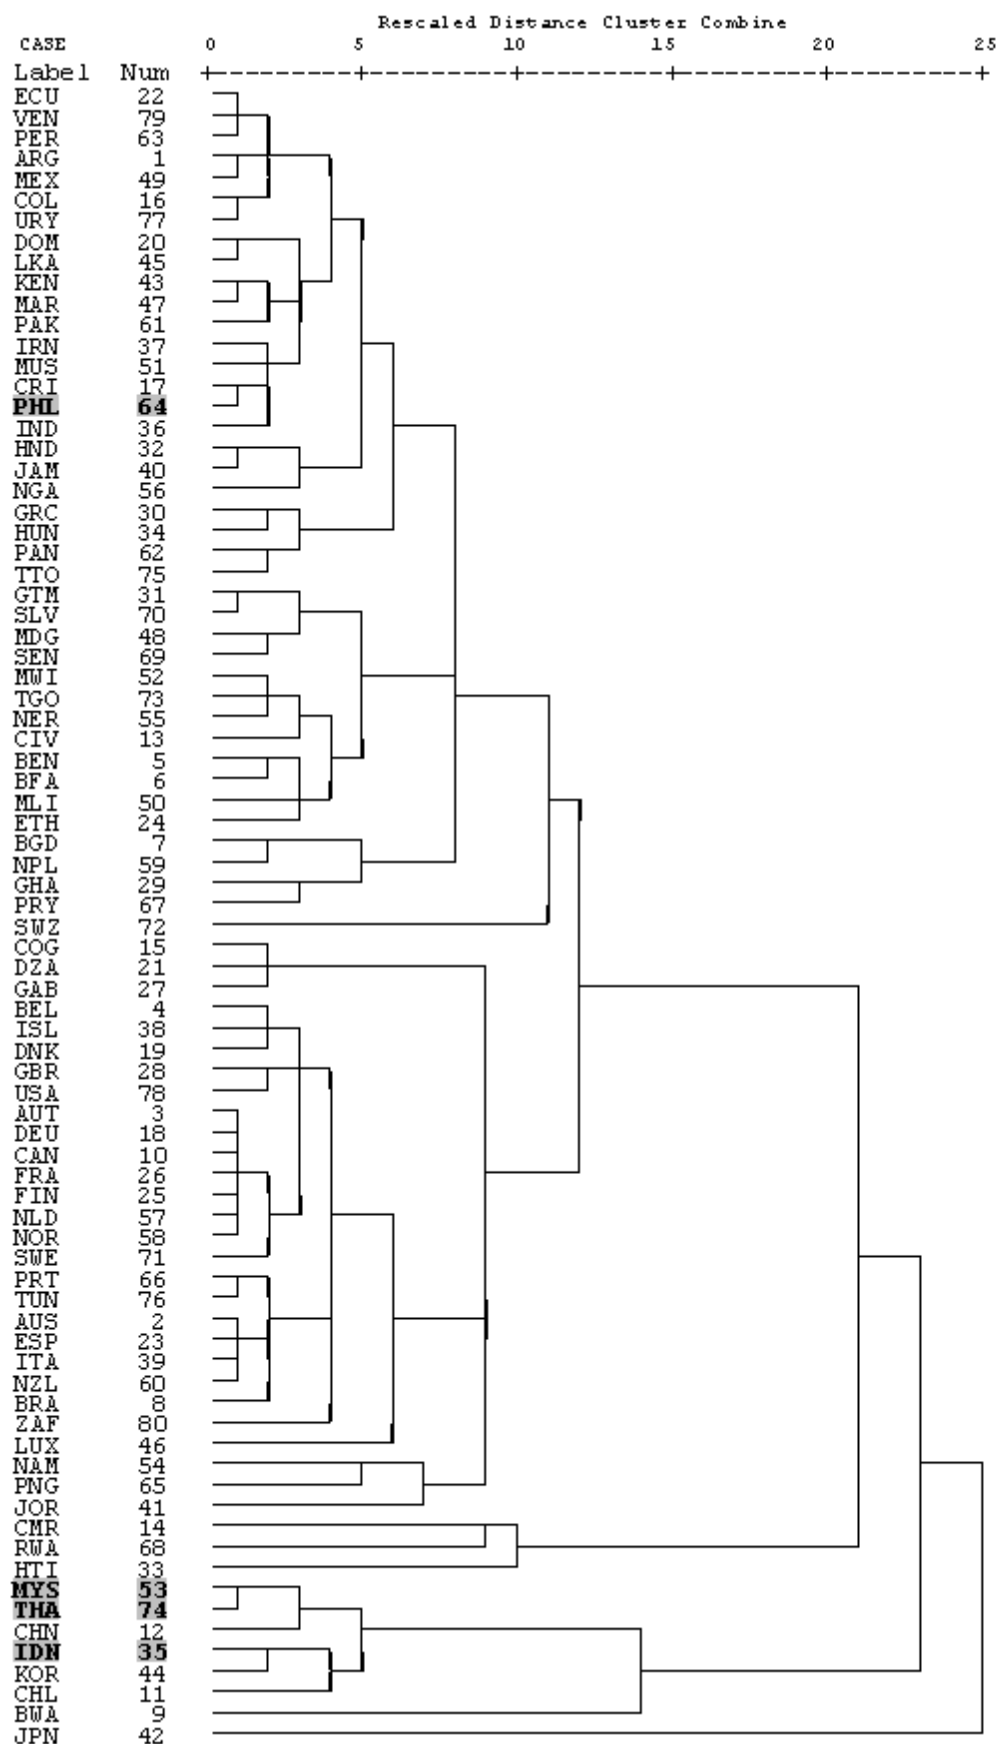 Rescaled Distance Cluster Combine
CASE 0 5 10 15 20 25
Label Num
ECU 22
VEN 79
PER 63
ARG 1
MEX 49
COL 16
URY 77
DOM 20
LKA 45
KEN 43
MAR 47
PAK 61
IRN 37
MUS 51
CRI 17
PHL 64
IND 36
HND 32
JAM 40
NGA 56
GRC 30
HUN 34
PAN 62
TTO 75
GTM 31
SLV 70
MDG 48
SEN 69
MWI 52
TGO 73
NER 55
CIV 13
BEN 5
BFA 6
MLI 50
ETH 24
BGD 7
NPL 59
GHA 29
PRY 67
SWZ 72
COG 15
DZA 21
GAB 27
BEL 4
ISL 38
DNK 19
GBR 28
USA 78
AUT 3
DEU 18
CAN 10
FRA 26
FIN 25
NLD 57
NOR 58
SWE 71
PRT 66
TUN 76
AUS 2
ESP 23
ITA 39
NZL 60
BRA 8
ZAF 80
LUX 46
NAM 54
PNG 65
JOR 41
CMR 14
RWA 68
HTI 33
MYS 53
THA 74
CHN 12
IDN 35
KOR 44
CHL 11
BWA 9
JPN 42